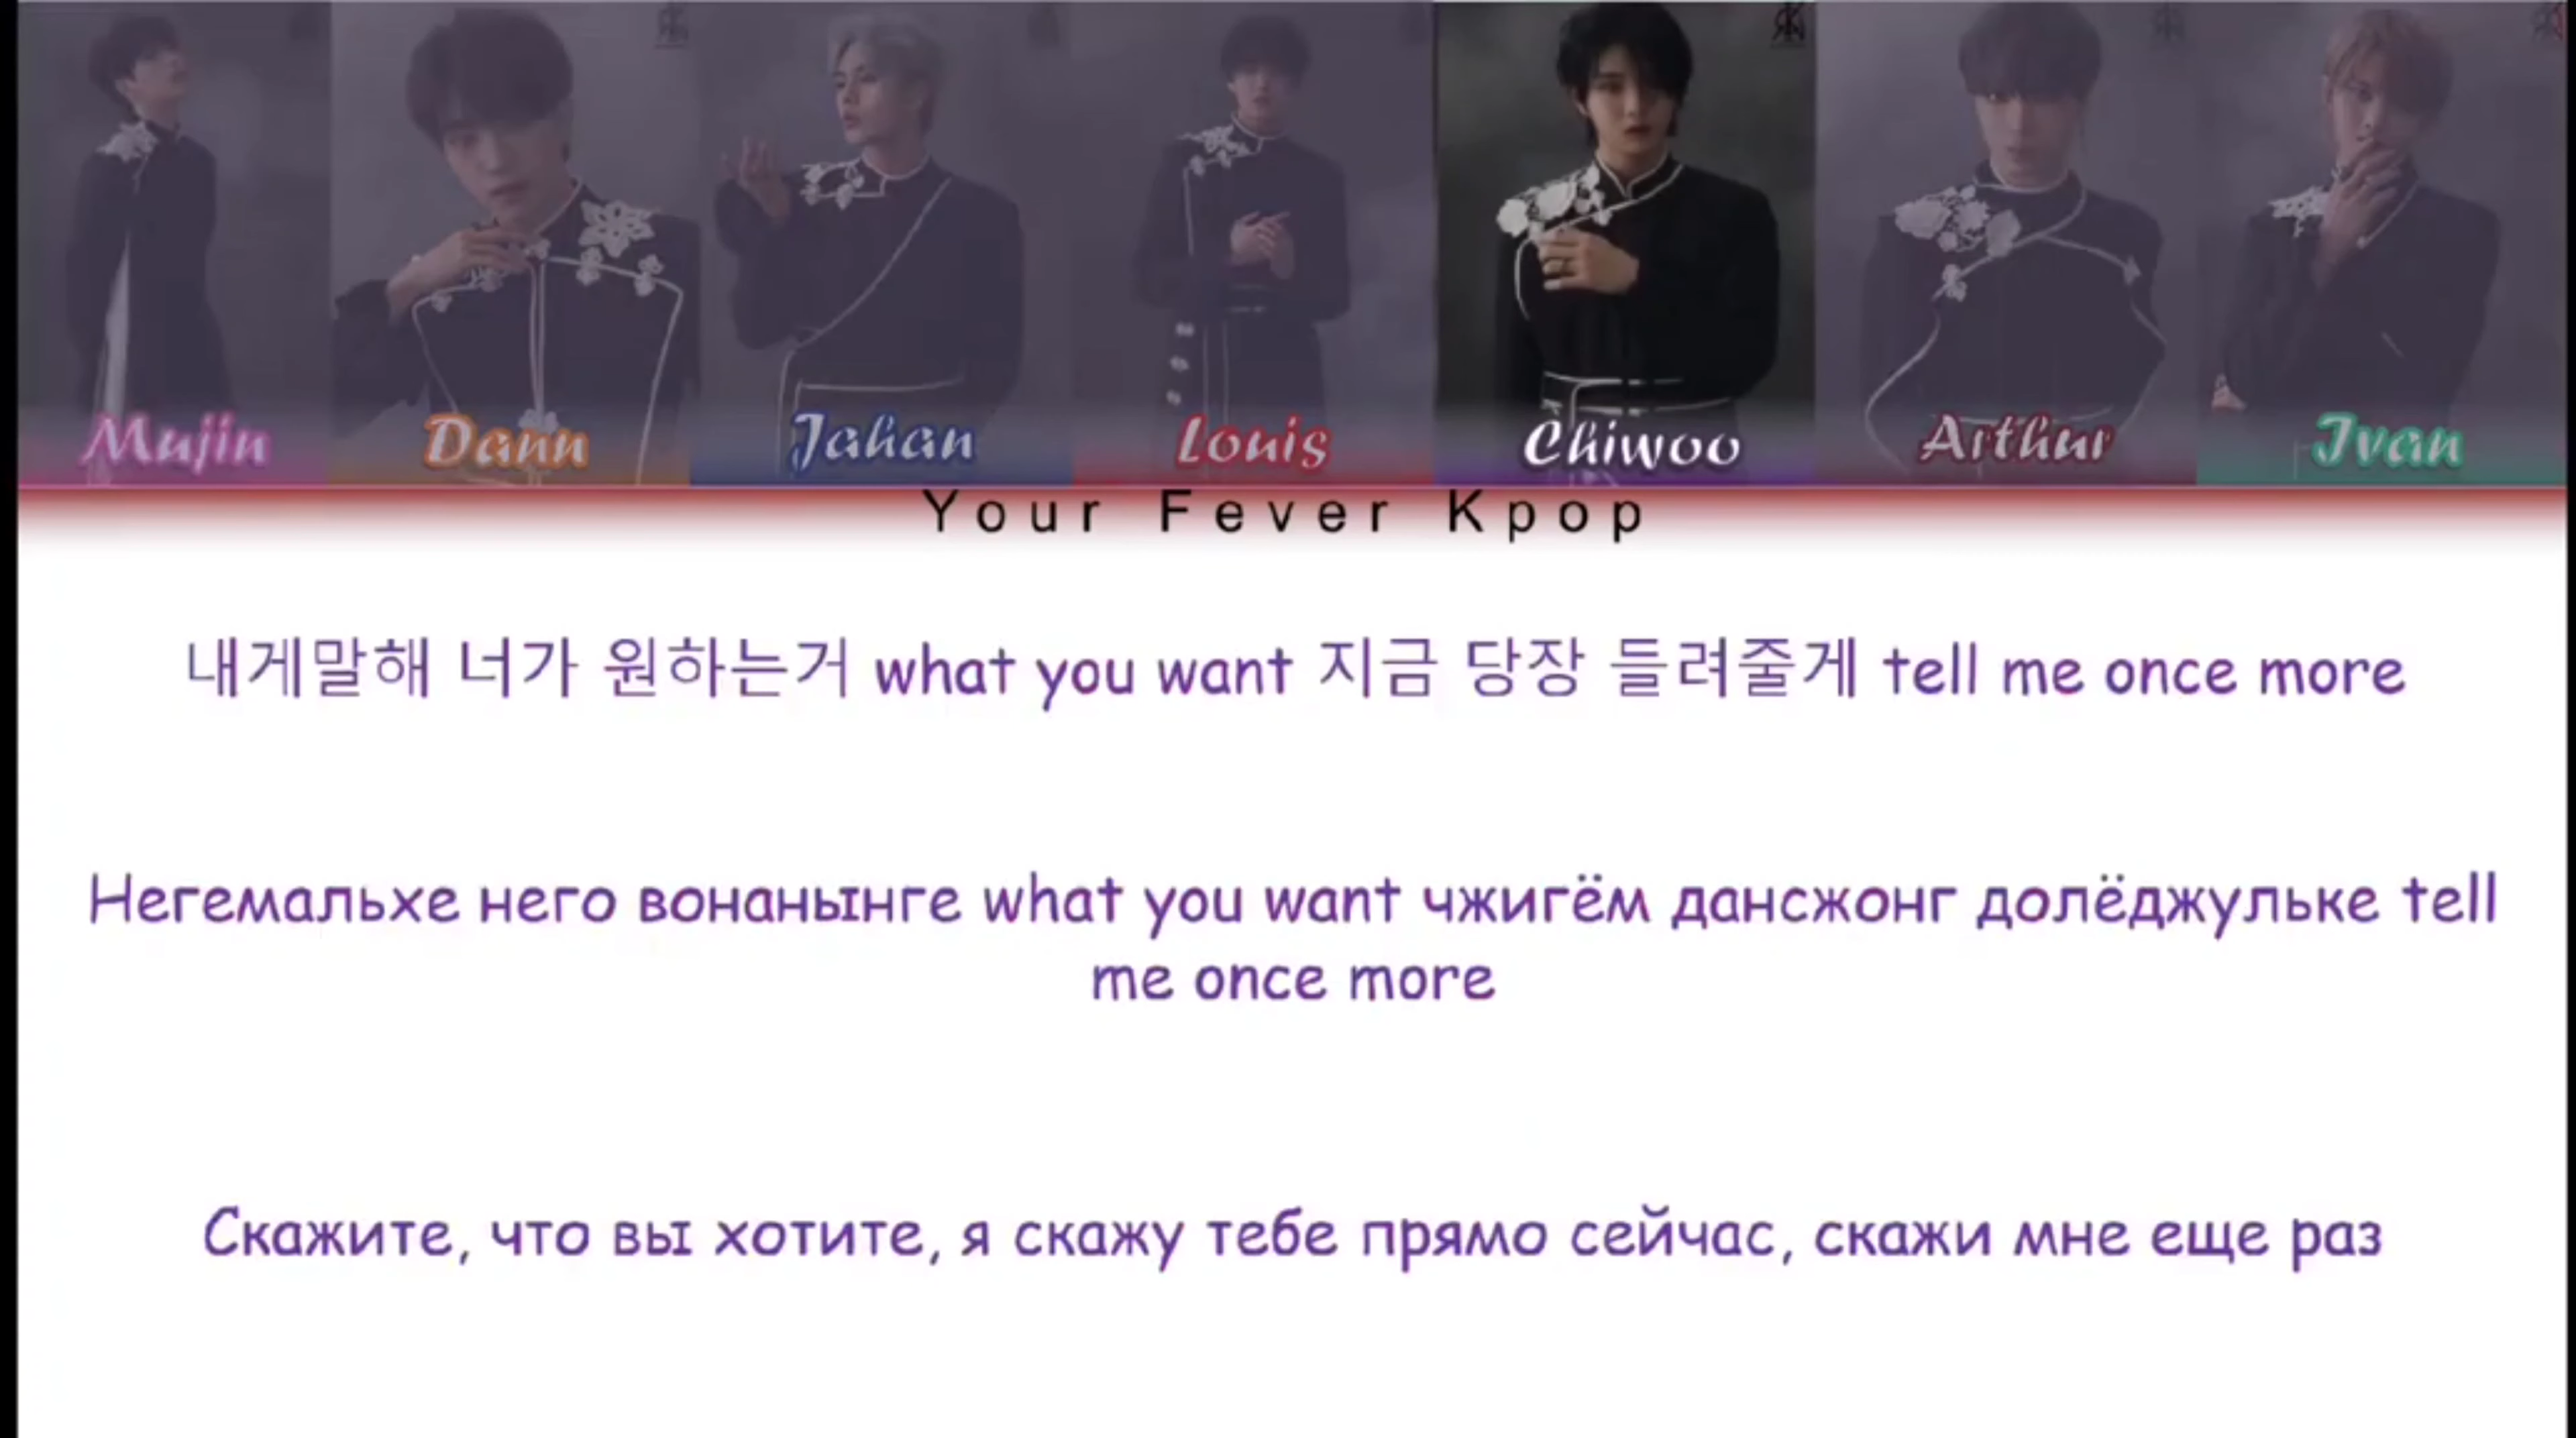 Mujin Dann Jahan Louis Chiwoo Arthur Ivan
Your Fever Kpop
내게말해 너가 원하는거 what you want 지금 당장 들려줄게 tell me once more
Негемальхе него вонанынге what you want чжигём дансжонг долёджульке tell
me once more
Скажите, что вы хотите, я скажу тебе прямо сейчас, скажи мне еще раз